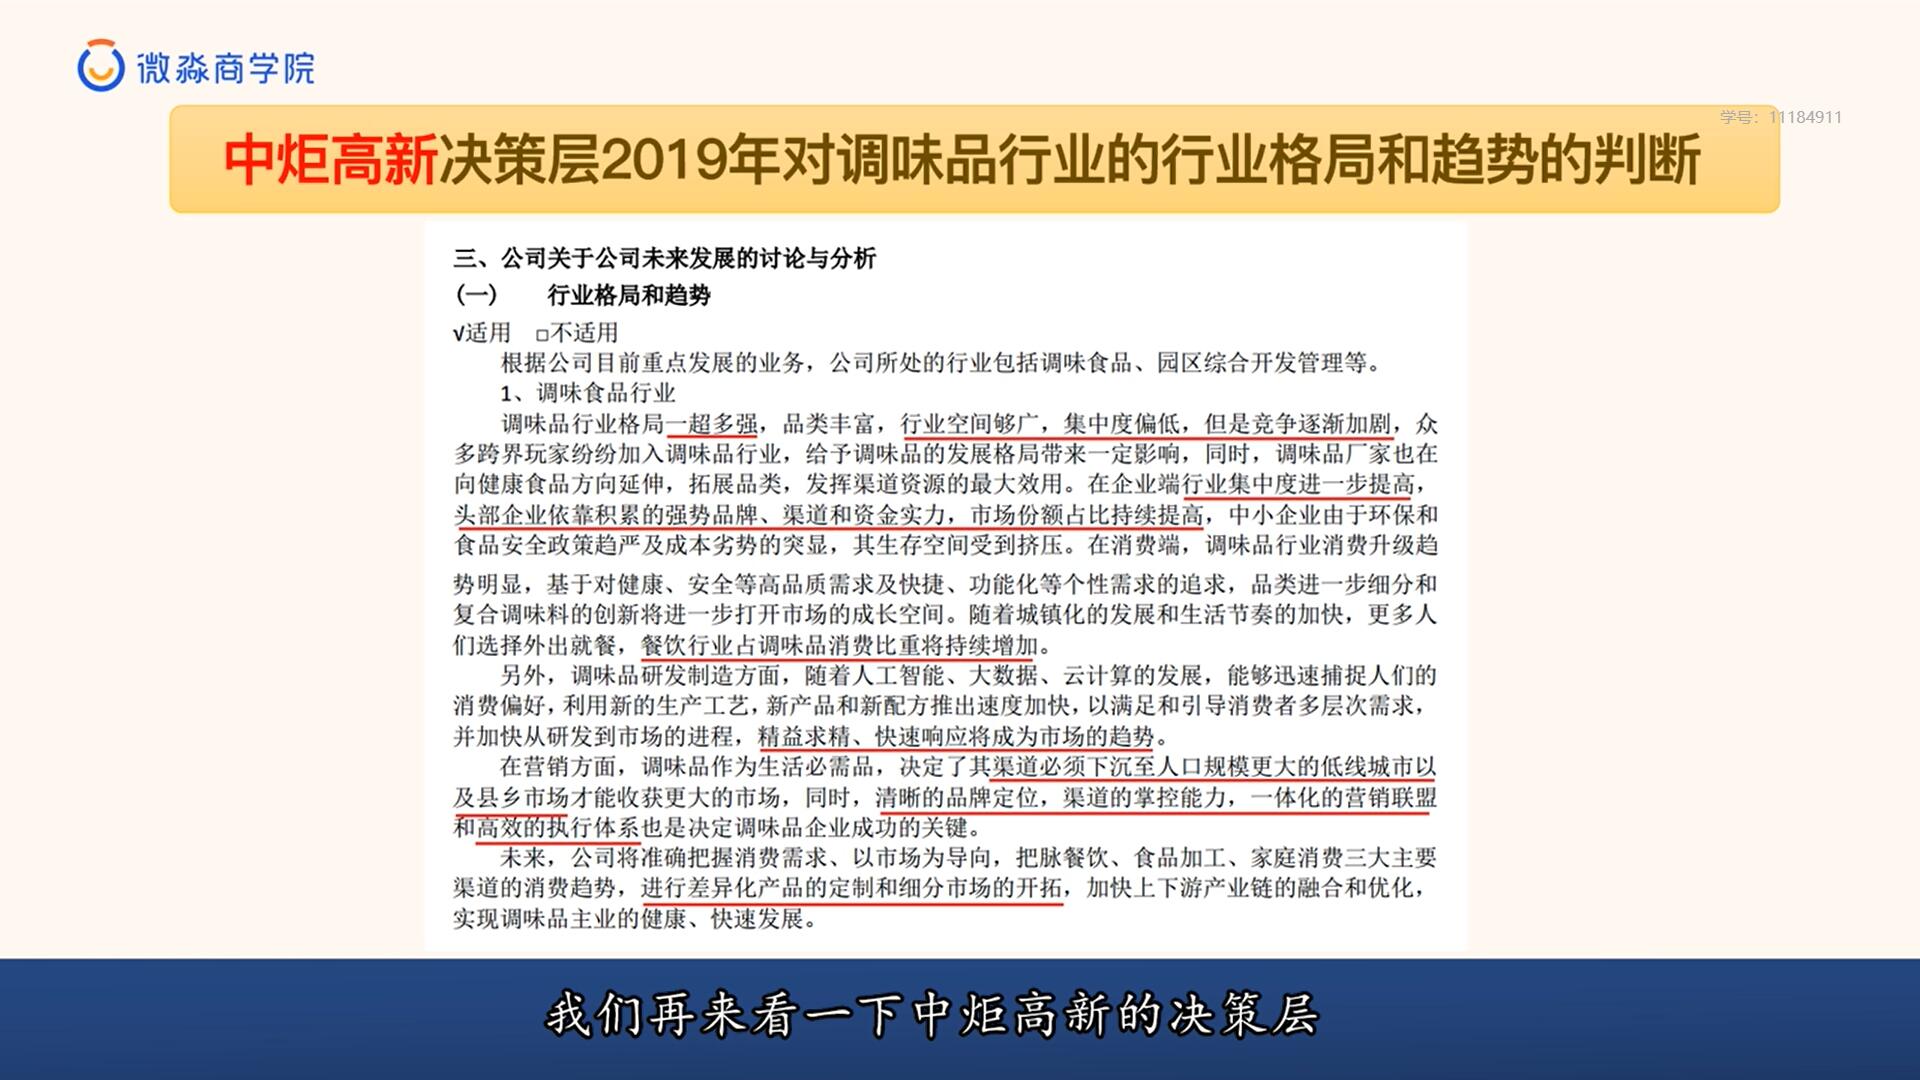 微淼商学院
学号：11184911
中炬高新决策层2019年对调味品行业的行业格局和趋势的判断
三、公司关于公司未来发展的讨论与分析
(一) 行业格局和趋势
√适用 □不适用
根据公司目前重点发展的业务，公司所处的行业包括调味食品、园区综合开发管理等。
1、调味食品行业
调味品行业格局一超多强，品类丰富，行业空间够广，集中度偏低，但是竞争逐渐加剧，众
多跨界玩家纷纷加入调味品行业，给予调味品的发展格局带来一定影响，同时，调味品厂家也在
向健康食品方向延伸，拓展品类，发挥渠道资源的最大效用。在企业端行业集中度进一步提高，
头部企业依靠积累的强势品牌、渠道和资金实力，市场份额占比持续提高，中小企业由于环保和
食品安全政策趋严及成本劣势的突显，其生存空间受到挤压。在消费端，调味品行业消费升级趋
势明显，基于对健康、安全等高品质需求及快捷、功能化等个性需求的追求，品类进一步细分和
复合调味料的创新将进一步打开市场的成长空间。随着城镇化的发展和生活节奏的加快，更多人
们选择外出就餐，餐饮行业占调味品消费比重将持续增加。
另外，调味品研发制造方面，随着人工智能、大数据、云计算的发展，能够迅速捕捉人们的
消费偏好，利用新的生产工艺，新产品和新配方推出速度加快，以满足和引导消费者多层次需求，
并加快从研发到市场的进程，精益求精、快速响应将成为市场的趋势。
在营销方面，调味品作为生活必需品，决定了其渠道必须下沉至人口规模更大的低线城市以
及县乡市场才能收获更大的市场，同时，清晰的品牌定位，渠道的掌控能力，一体化的营销联盟
和高效的执行体系也是决定调味品企业成功的关键。
未来，公司将准确把握消费需求、以市场为导向，把脉餐饮、食品加工、家庭消费三大主要
渠道的消费趋势，进行差异化产品的定制和细分市场的开拓，加快上下游产业链的融合和优化，
实现调味品主业的健康、快速发展。
我们再来看一下中炬高新的决策层